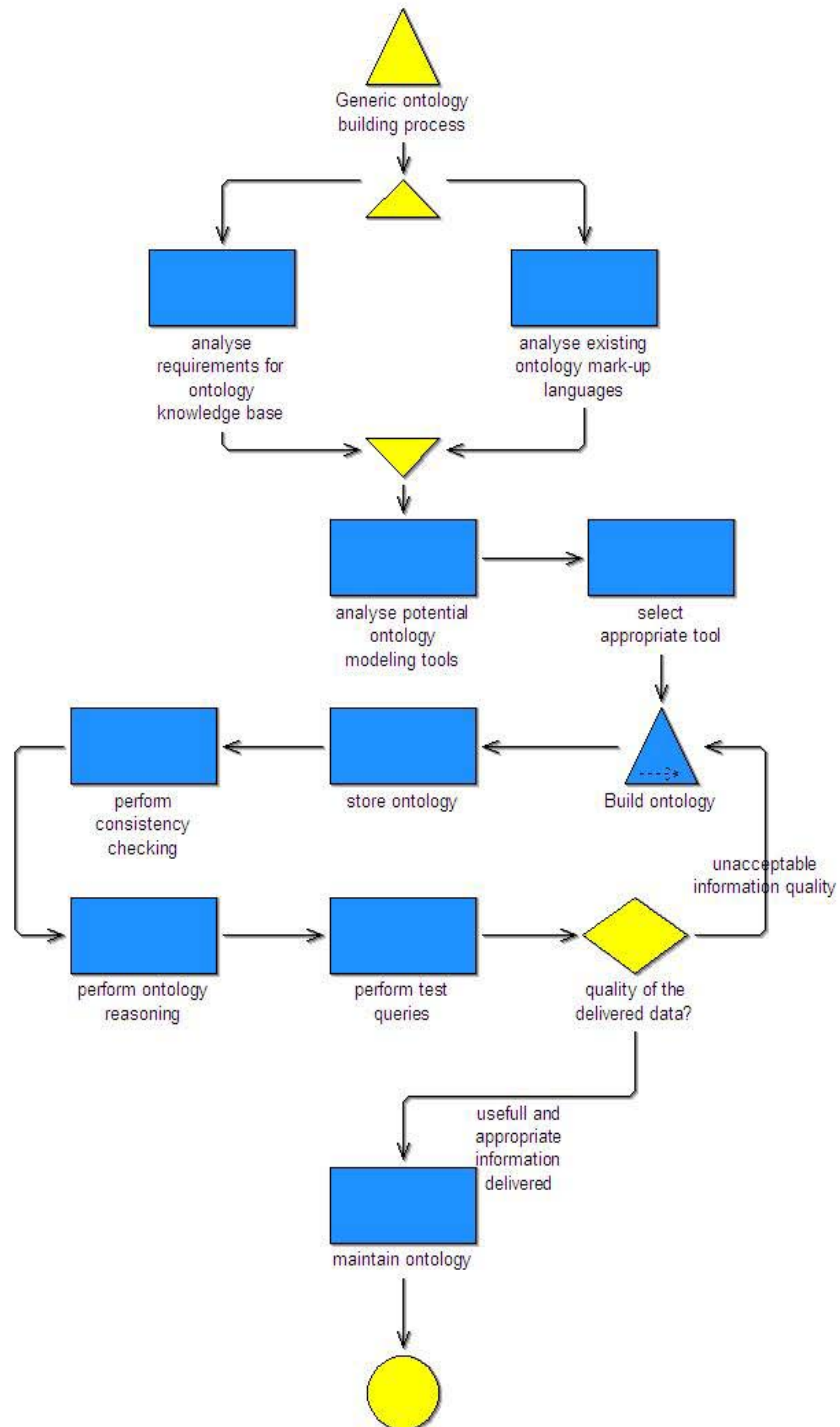 Generic ontology
building process
analyse
requirements for
ontology
knowledge base
analyse existing
ontology mark-up
languages
analyse potential
ontology
modeling tools
select
appropriate tool
perform
consistency
checking
store ontology
Build ontology
unacceptable
information quality
perform ontology
reasoning
perform test
queries
quality of the
delivered data?
usefull and
appropriate
information
delivered
maintain ontology